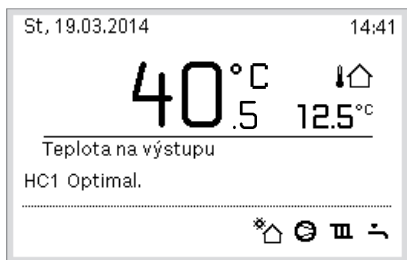 St, 19.03.2014 14:41
40.5°C
12.5°C
Teplota na výstupu
HC1 Optimal.